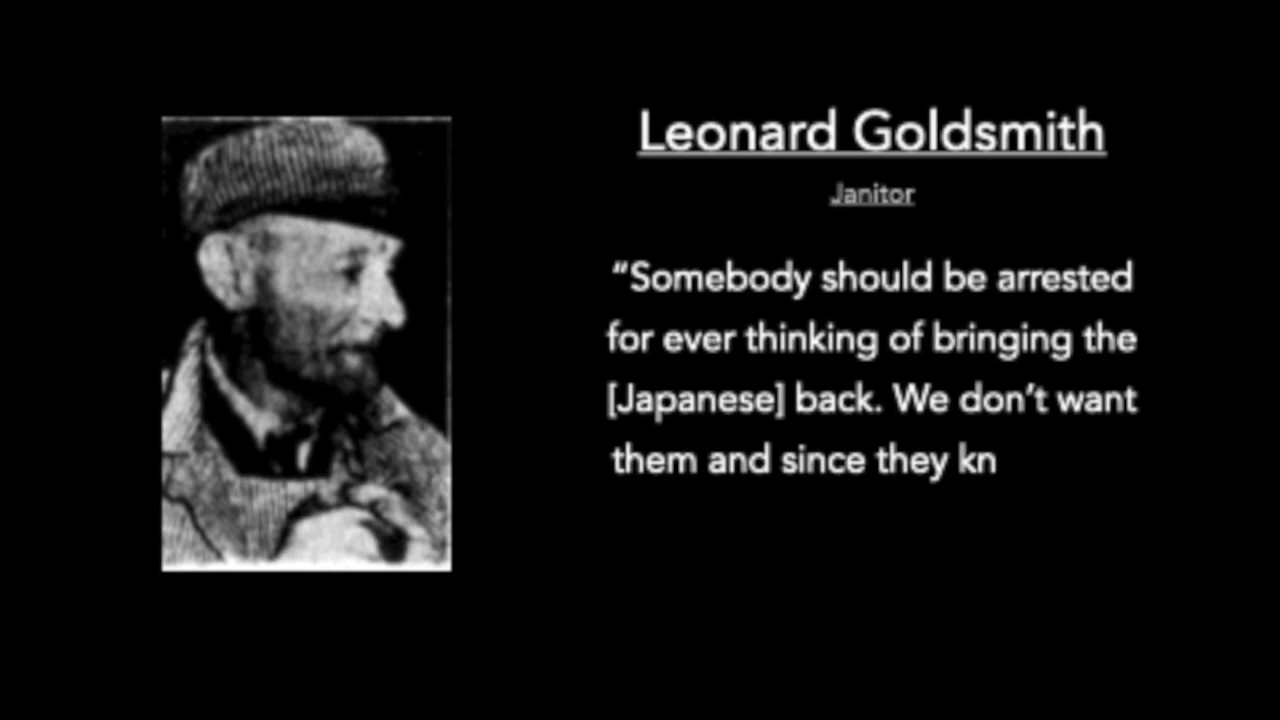 Leonard Goldsmith
Janitor
“Somebody should be arrested
for ever thinking of bringing the
[Japanese] back. We don’t want
them and since they kn